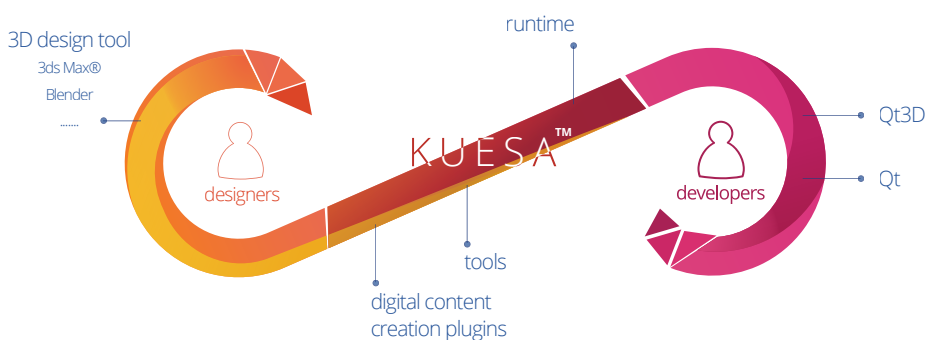 runtime
3D design tool
3ds Max®
Blender
.......
KUESA™
Qt3D
Qt
designers
developers
tools
digital content
creation plugins